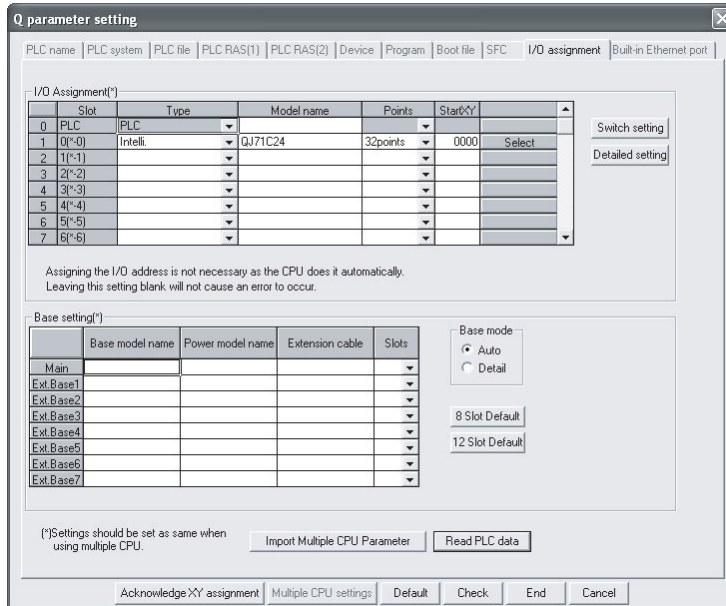 Q parameter setting
PLC name PLC system PLC file PLC RAS(1) PLC RAS(2) Device Program Boot file SFC I/O assignment Built-in Ethernet port
I/O Assignment(*)
Slot Type Model name Points StartXY
0 PLC PLC
1 0(*-0) Intelli. QJ71C24 32points 0000 Select
2 1(*-1)
3 2(*-2)
4 3(*-3)
5 4(*-4)
6 5(*-5)
7 6(*-6)
Switch setting
Detailed setting
Assigning the I/O address is not necessary as the CPU does it automatically.
Leaving this setting blank will not cause an error to occur.
Base setting(*)
Base model name Power model name Extension cable Slots
Main
Ext.Base1
Ext.Base2
Ext.Base3
Ext.Base4
Ext.Base5
Ext.Base6
Ext.Base7
Base mode
Auto
Detail
8 Slot Default
12 Slot Default
(*)Settings should be set as same when
using multiple CPU.
Import Multiple CPU Parameter Read PLC data
Acknowledge XY assignment Multiple CPU settings Default Check End Cancel